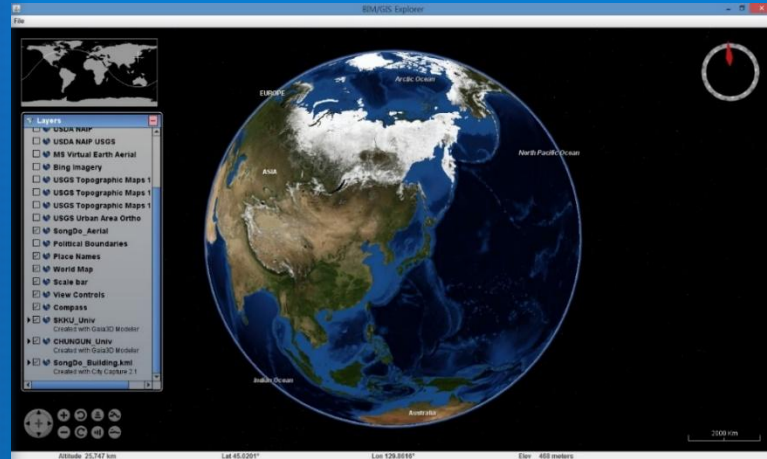 BIM/GIS Explorer
File
Layers
USDA NAIP
USDA NAIP USGS
MS Virtual Earth Aerial
Bing Imagery
USGS Topographic Maps 1
USGS Topographic Maps 1
USGS Topographic Maps 1
USGS Urban Area Ortho
SongDo_Aerial
Political Boundaries
Place Names
World Map
Scale bar
View Controls
Compass
SKKU_Univ
Created with Gaia3D Modeler
CHUNGUN_Univ
Created with Gaia3D Modeler
SongDo_Building.kml
Created with City Capture 2.1
Arctic Ocean
EUROPE
North Pacific Ocean
ASIA
Indian Ocean
Australia
2000 Km
Altitude 25,747 km
Lat 45.0201°
Lon 129.0616°
Elev 468 meters